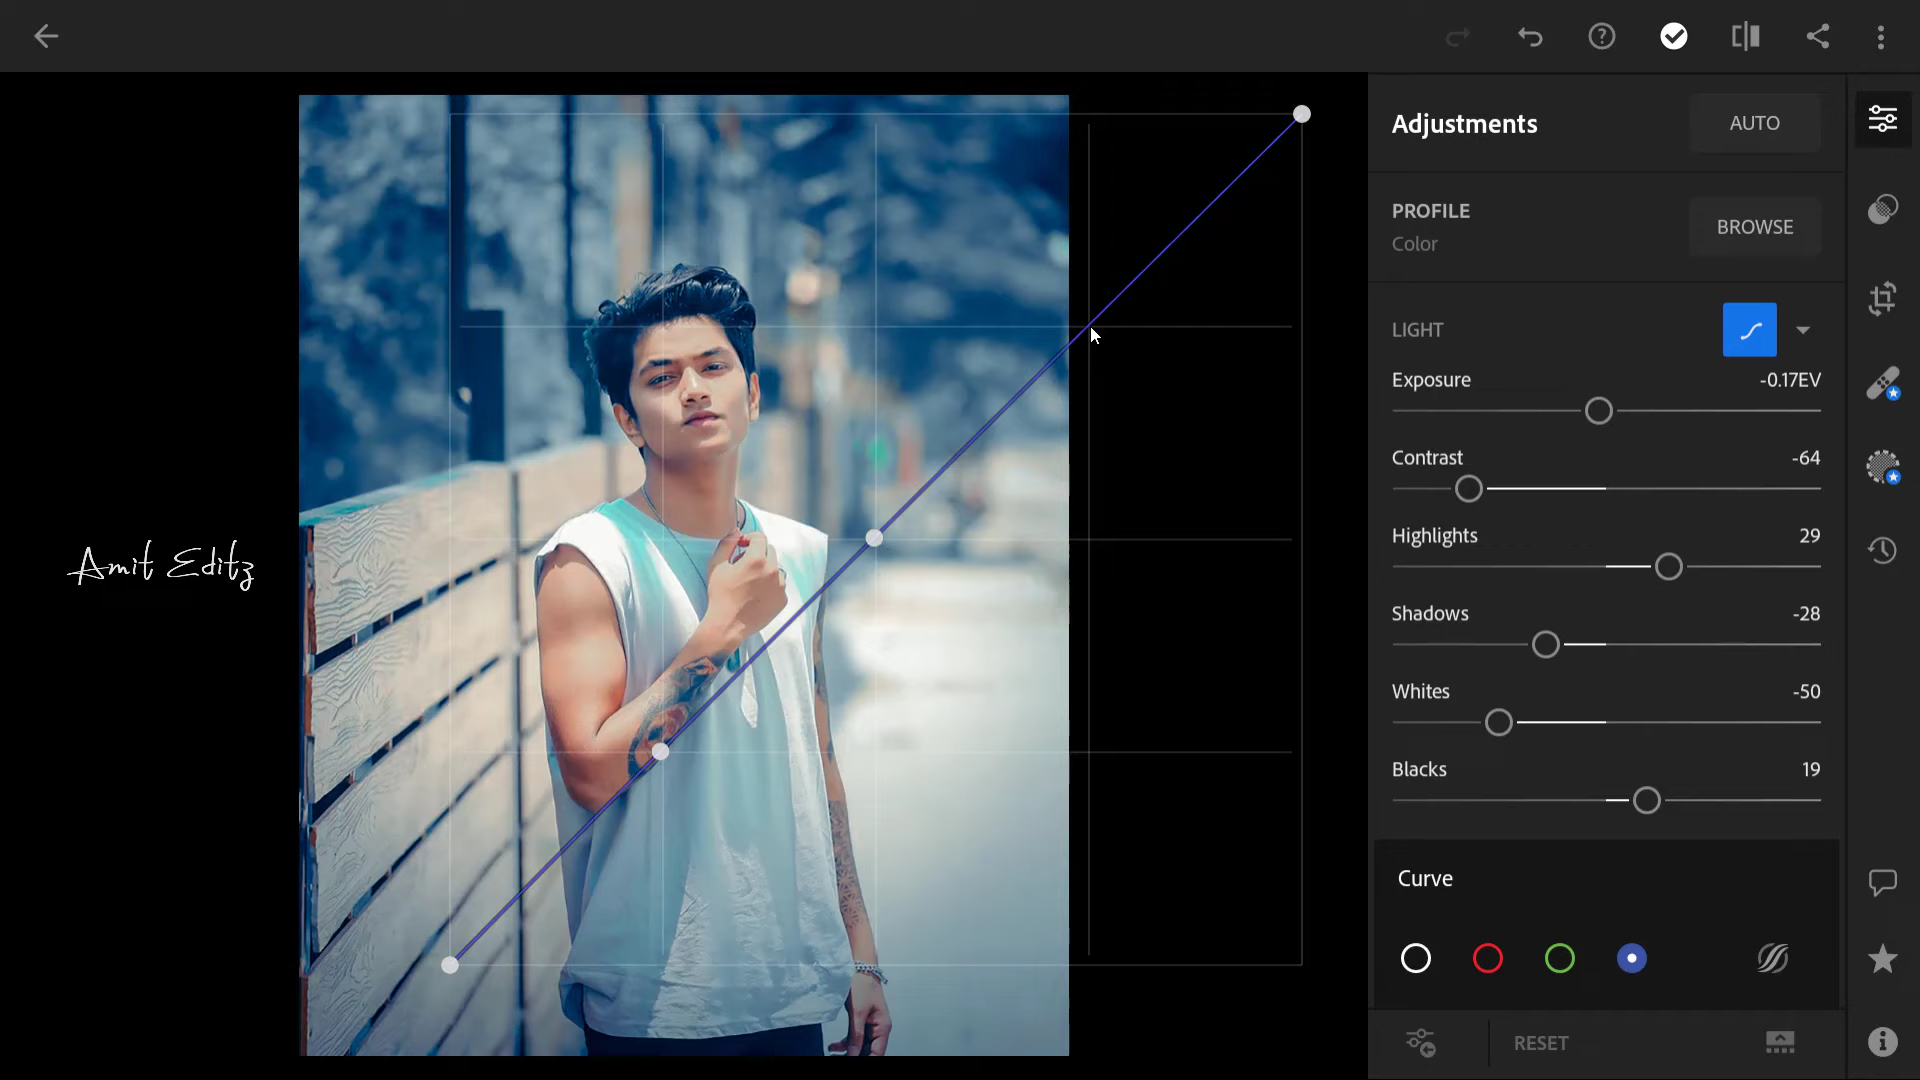 Adjustments
AUTO
PROFILE
Color
BROWSE
LIGHT
Exposure
-0.17EV
Contrast
-64
Highlights
29
Shadows
-28
Whites
-50
Blacks
19
Curve
RESET
Amit Editz